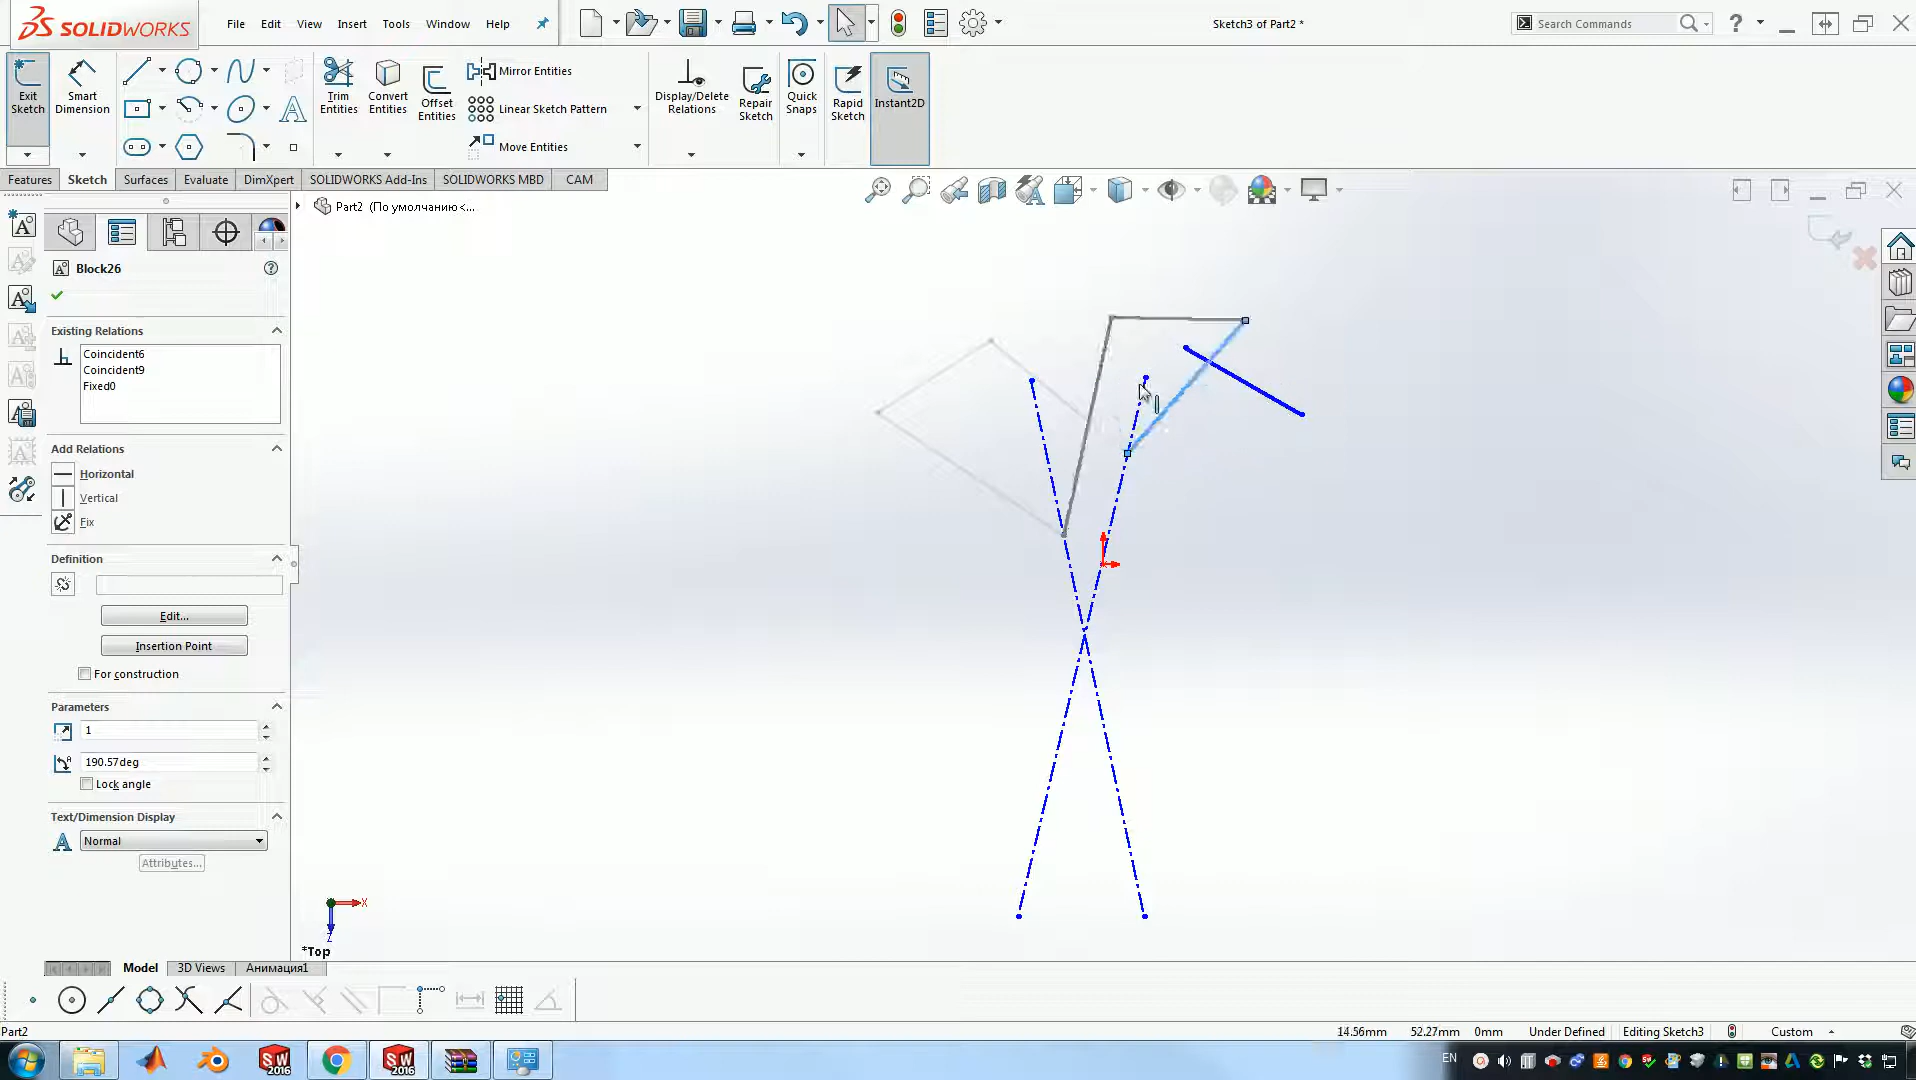 SOLIDWORKS File Edit View Insert Tools Window Help Sketch3 of Part2 * Search Commands ?
Exit Sketch
Smart Dimension
Trim Entities
Convert Entities
Offset Entities
Mirror Entities
Linear Sketch Pattern
Move Entities
Display/Delete Relations
Repair Sketch
Quick Snaps
Rapid Sketch
Instant2D
Features Sketch Surfaces Evaluate DimXpert SOLIDWORKS Add-Ins SOLIDWORKS MBD CAM
Part2 (По умолчанию<...
Block26
Existing Relations
Coincident6
Coincident9
Fixed0
Add Relations
Horizontal
Vertical
Fix
Definition
Edit...
Insertion Point
For construction
Parameters
1
190.57deg
Lock angle
Text/Dimension Display
Normal
Attributes...
X
Z
*Top
Model 3D Views Анимация1
Part2 14.56mm 52.27mm 0mm Under Defined Editing Sketch3 Custom
SW 2016 SW 2016 EN